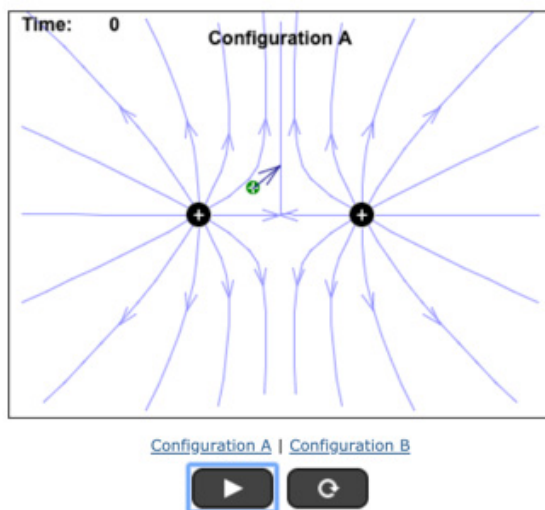 Time: 0
Configuration A
+
+ +
Configuration A | Configuration B